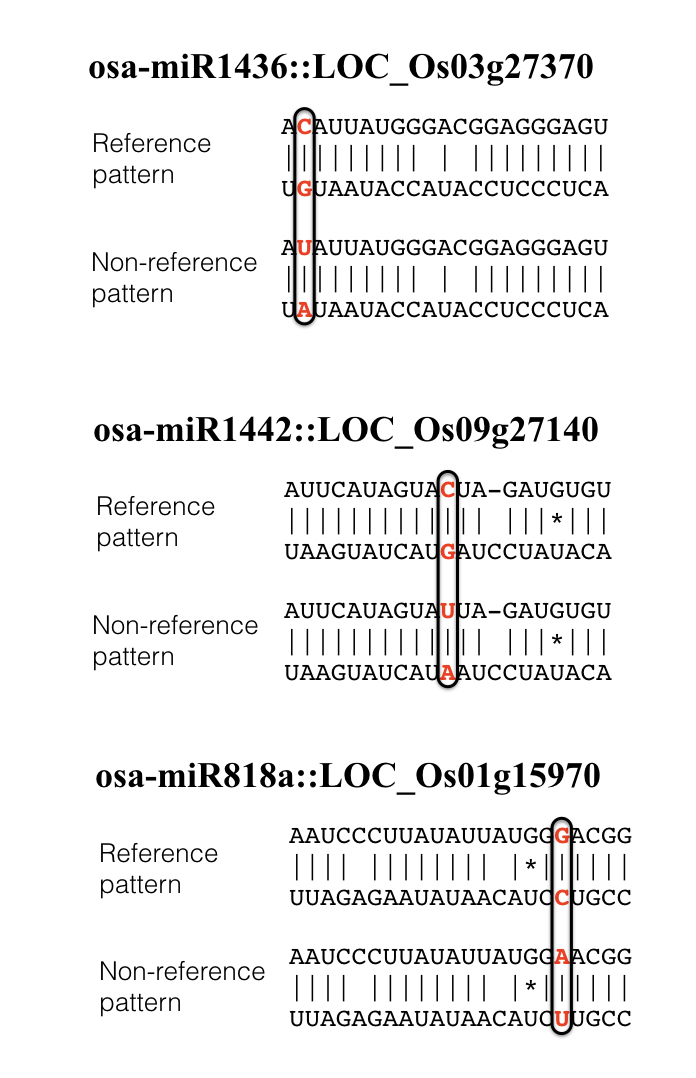 osa-miR1436::LOC_Os03g27370
Reference pattern
ACAUUAUGGGACGGAGGGAGU
||||||||| | |||||||||
UGUAAUACCAUACCUCCCUCA
Non-reference pattern
AUAUUAUGGGACGGAGGGAGU
||||||||| | |||||||||
UAUAAUACCAUACCUCCCUCA
osa-miR1442::LOC_Os09g27140
Reference pattern
AUUCAUAGUACUA-GAUGUGU
||||||||||||| |||*|||
UAAGUAUCAUGAUCCUAUACA
Non-reference pattern
AUUCAUAGUAUUA-GAUGUGU
||||||||||||| |||*|||
UAAGUAUCAUAAUCCUAUACA
osa-miR818a::LOC_Os01g15970
Reference pattern
AAUCCCUUAUAUUAUGGGACGG
|||| |||||||| |*||||||
UUAGAGAAUAUAACAUCCUGCC
Non-reference pattern
AAUCCCUUAUAUUAUGGAACGG
|||| |||||||| |*||||||
UUAGAGAAUAUAACAUCUUGCC